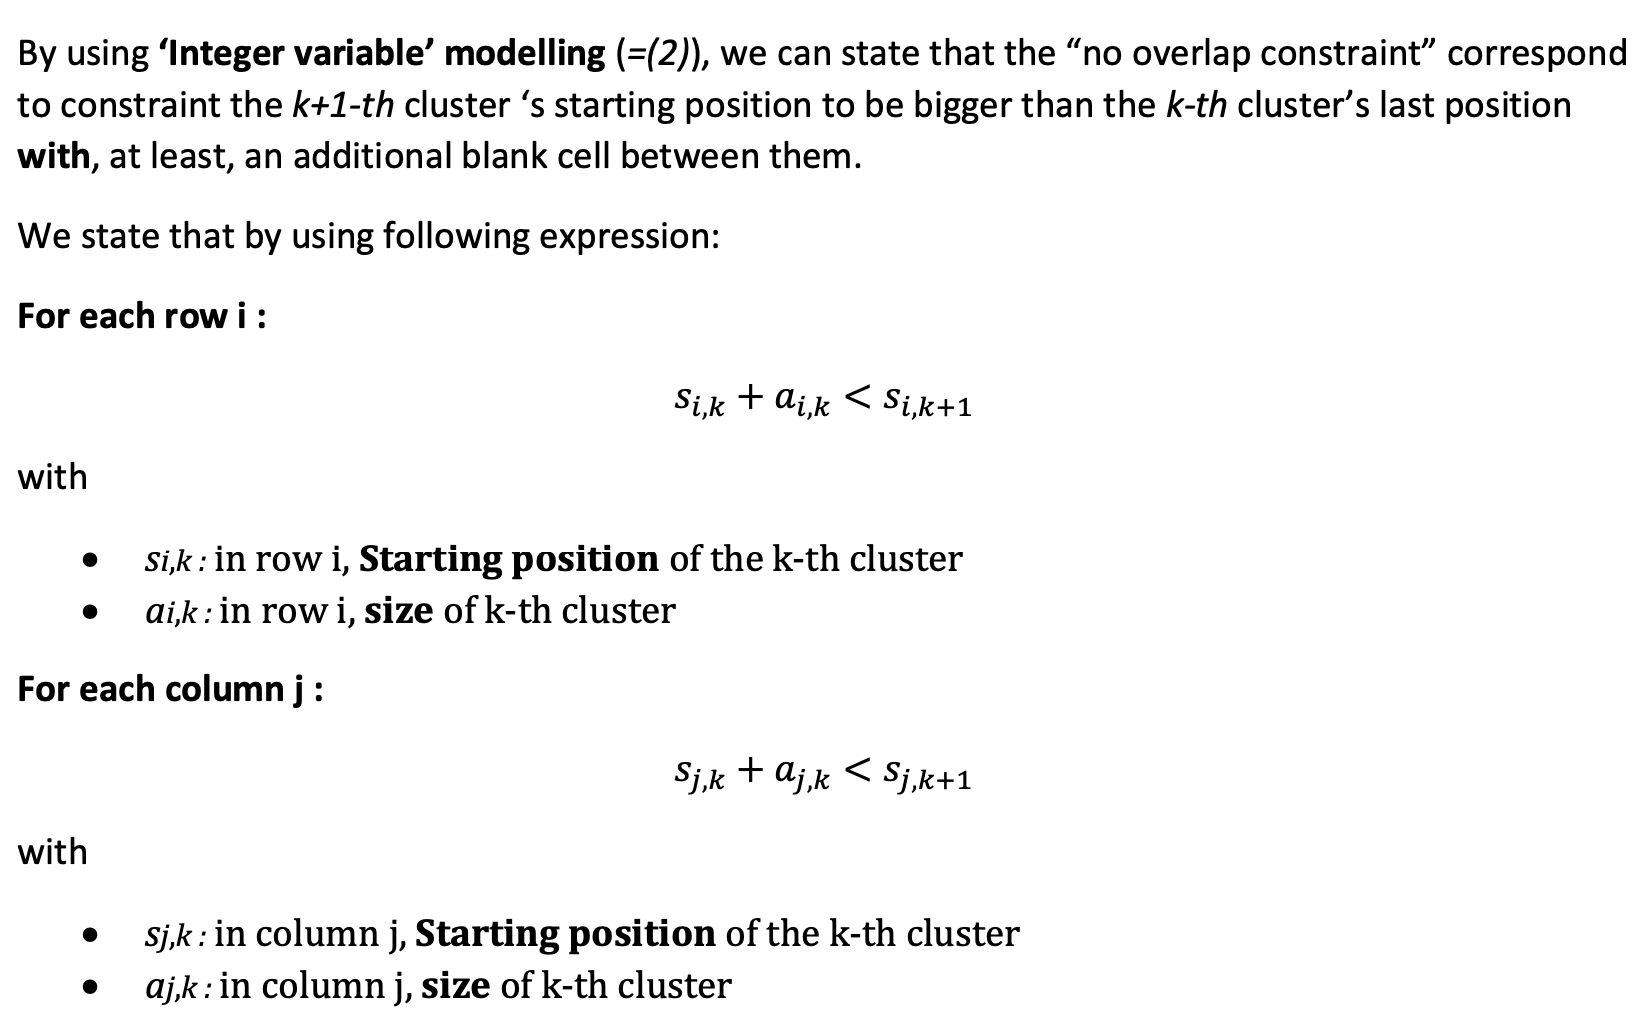 By using ‘Integer variable’ modelling (=(2)), we can state that the “no overlap constraint” correspond
to constraint the k+1-th cluster ‘s starting position to be bigger than the k-th cluster’s last position
with, at least, an additional blank cell between them.
We state that by using following expression:
For each row i :
s_{i,k} + a_{i,k} < s_{i,k+1}
with
• si,k : in row i, Starting position of the k-th cluster
• ai,k : in row i, size of k-th cluster
For each column j :
s_{j,k} + a_{j,k} < s_{j,k+1}
with
• sj,k : in column j, Starting position of the k-th cluster
• aj,k : in column j, size of k-th cluster